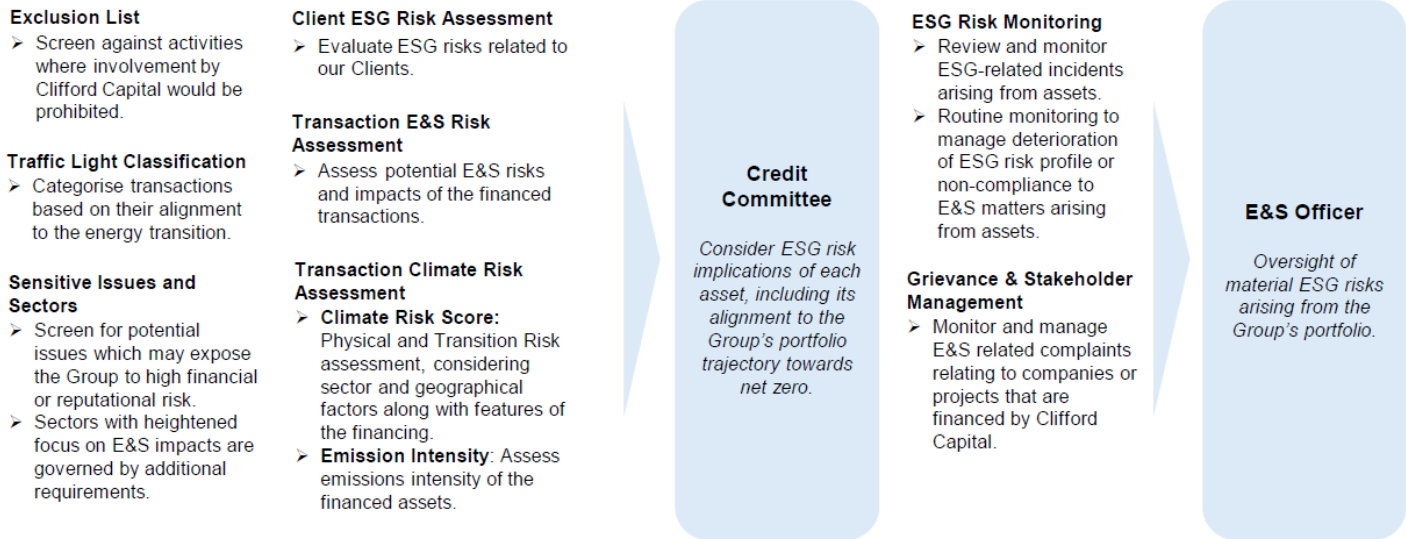 Exclusion List
➢ Screen against activities
where involvement by
Clifford Capital would be
prohibited.
Traffic Light Classification
➢ Categorise transactions
based on their alignment
to the energy transition.
Sensitive Issues and
Sectors
➢ Screen for potential
issues which may expose
the Group to high financial
or reputational risk.
➢ Sectors with heightened
focus on E&S impacts are
governed by additional
requirements.
Client ESG Risk Assessment
➢ Evaluate ESG risks related to
our Clients.
Transaction E&S Risk
Assessment
➢ Assess potential E&S risks
and impacts of the financed
transactions.
Transaction Climate Risk
Assessment
➢ Climate Risk Score:
Physical and Transition Risk
assessment, considering
sector and geographical
factors along with features of
the financing.
➢ Emission Intensity: Assess
emissions intensity of the
financed assets.
Credit
Committee
Consider ESG risk
implications of each
asset, including its
alignment to the
Group's portfolio
trajectory towards
net zero.
ESG Risk Monitoring
➢ Review and monitor
ESG-related incidents
arising from assets.
➢ Routine monitoring to
manage deterioration
of ESG risk profile or
non-compliance to
E&S matters arising
from assets.
Grievance & Stakeholder
Management
➢ Monitor and manage
E&S related complaints
relating to companies or
projects that are
financed by Clifford
Capital.
E&S Officer
Oversight of
material ESG risks
arising from the
Group's portfolio.